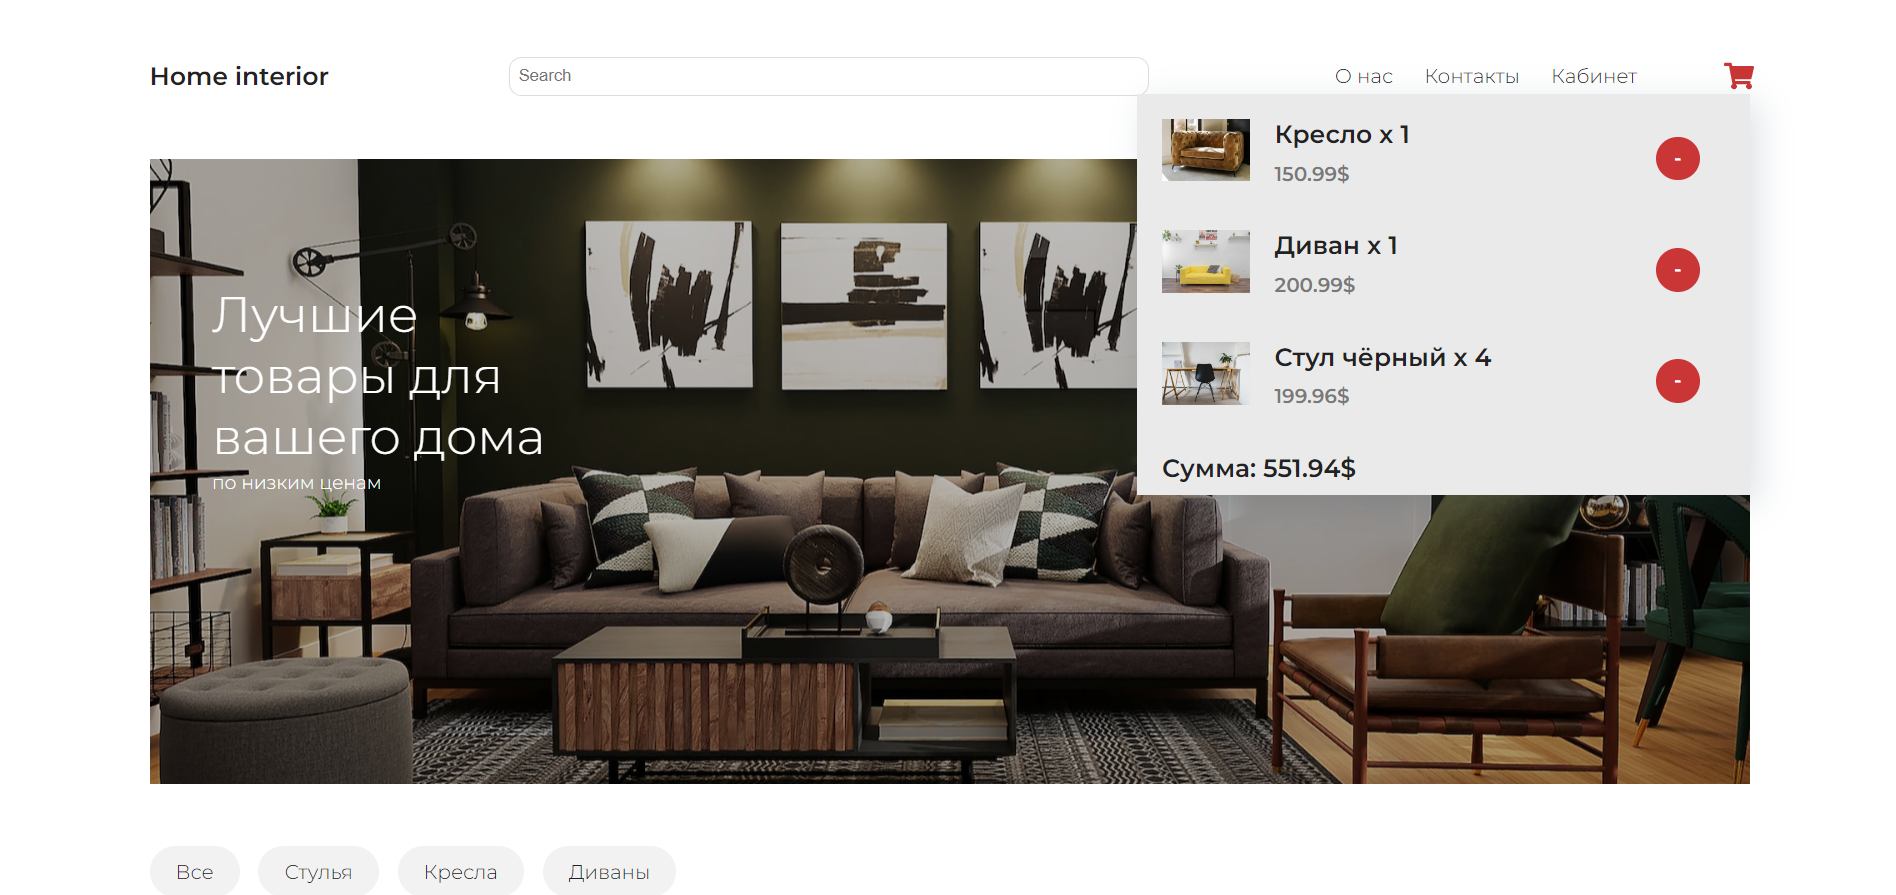 Home interior
Search
О нас Контакты Кабинет
Кресло x 1
150.99$
-
Диван x 1
200.99$
-
Стул чёрный x 4
199.96$
-
Сумма: 551.94$
Лучшие
товары для
вашего дома
по низким ценам
Все Стулья Кресла Диваны